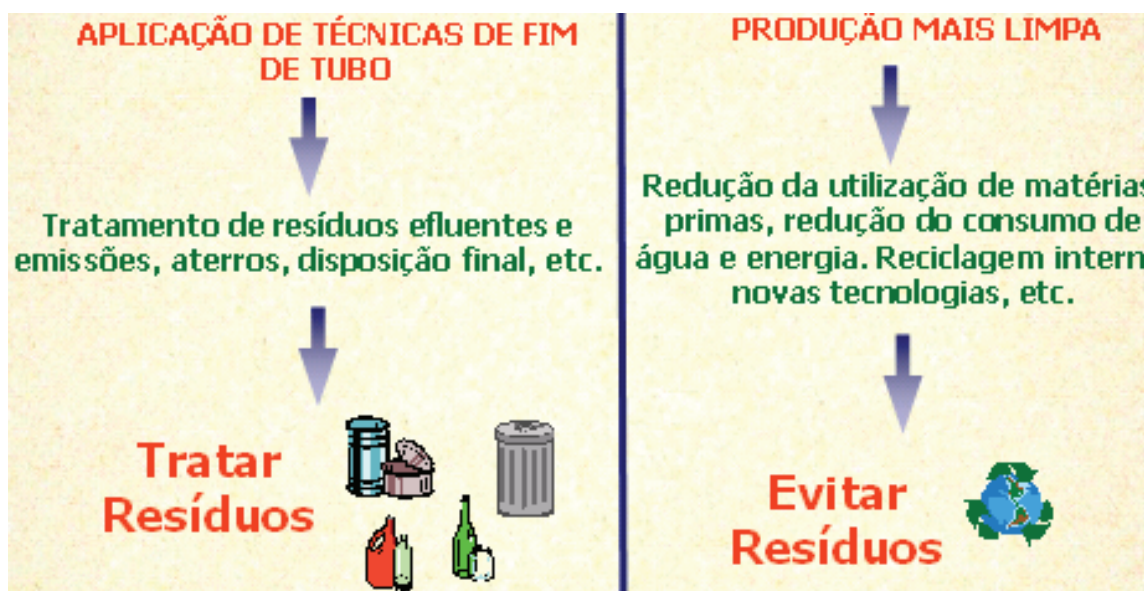 APLICAÇÃO DE TÉCNICAS DE FIM
DE TUBO
Tratamento de resíduos efluentes e
emissões, aterros, disposição final, etc.
Tratar
Resíduos
PRODUÇÃO MAIS LIMPA
Redução da utilização de matérias
primas, redução do consumo de
água e energia. Reciclagem intern
novas tecnologias, etc.
Evitar
Resíduos